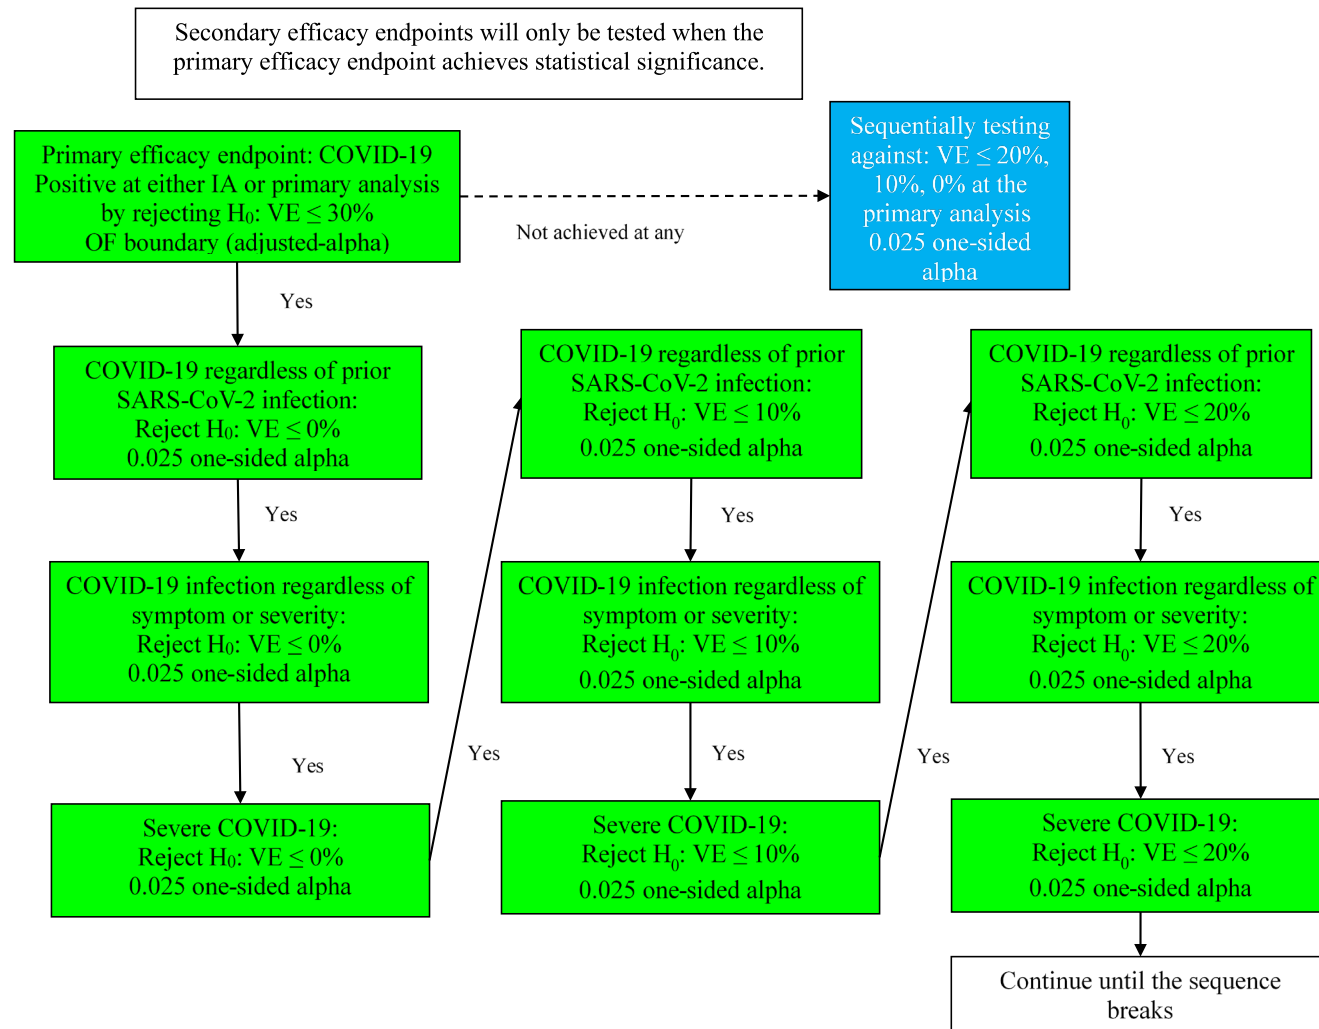 Secondary efficacy endpoints will only be tested when the
primary efficacy endpoint achieves statistical significance.
Primary efficacy endpoint: COVID-19
Positive at either IA or primary analysis
by rejecting H₀: VE ≤ 30%
OF boundary (adjusted-alpha)
Not achieved at any
Sequentially testing
against: VE ≤ 20%,
10%, 0% at the
primary analysis
0.025 one-sided
alpha
Yes
COVID-19 regardless of prior
SARS-CoV-2 infection:
Reject H₀: VE ≤ 0%
0.025 one-sided alpha
Yes
COVID-19 infection regardless of
symptom or severity:
Reject H₀: VE ≤ 0%
0.025 one-sided alpha
Yes
Severe COVID-19:
Reject H₀: VE ≤ 0%
0.025 one-sided alpha
Yes
COVID-19 regardless of prior
SARS-CoV-2 infection:
Reject H₀: VE ≤ 10%
0.025 one-sided alpha
Yes
COVID-19 infection regardless of
symptom or severity:
Reject H₀: VE ≤ 10%
0.025 one-sided alpha
Yes
Severe COVID-19:
Reject H₀: VE ≤ 10%
0.025 one-sided alpha
Yes
COVID-19 regardless of prior
SARS-CoV-2 infection:
Reject H₀: VE ≤ 20%
0.025 one-sided alpha
Yes
COVID-19 infection regardless of
symptom or severity:
Reject H₀: VE ≤ 20%
0.025 one-sided alpha
Yes
Severe COVID-19:
Reject H₀: VE ≤ 20%
0.025 one-sided alpha
Continue until the sequence
breaks